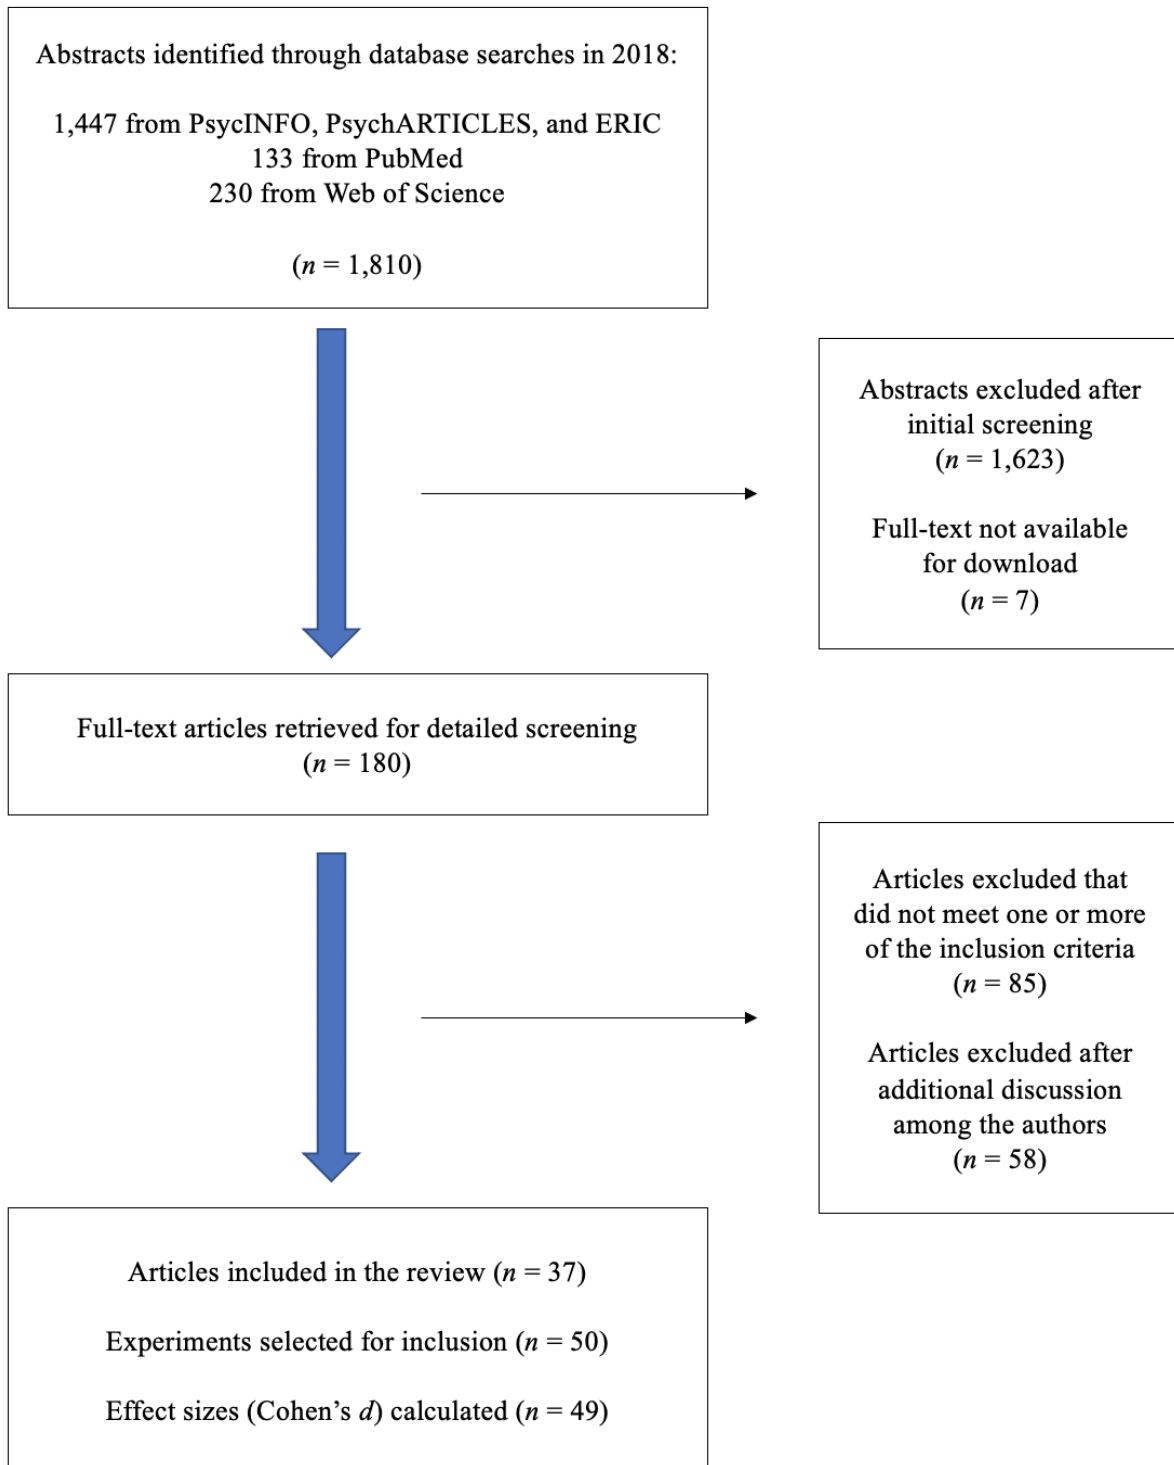 Abstracts identified through database searches in 2018:
1,447 from PsycINFO, PsychARTICLES, and ERIC
133 from PubMed
230 from Web of Science
(n = 1,810)
Abstracts excluded after
initial screening
(n = 1,623)
Full-text not available
for download
(n = 7)
Full-text articles retrieved for detailed screening
(n = 180)
Articles excluded that
did not meet one or more
of the inclusion criteria
(n = 85)
Articles excluded after
additional discussion
among the authors
(n = 58)
Articles included in the review (n = 37)
Experiments selected for inclusion (n = 50)
Effect sizes (Cohen’s d) calculated (n = 49)